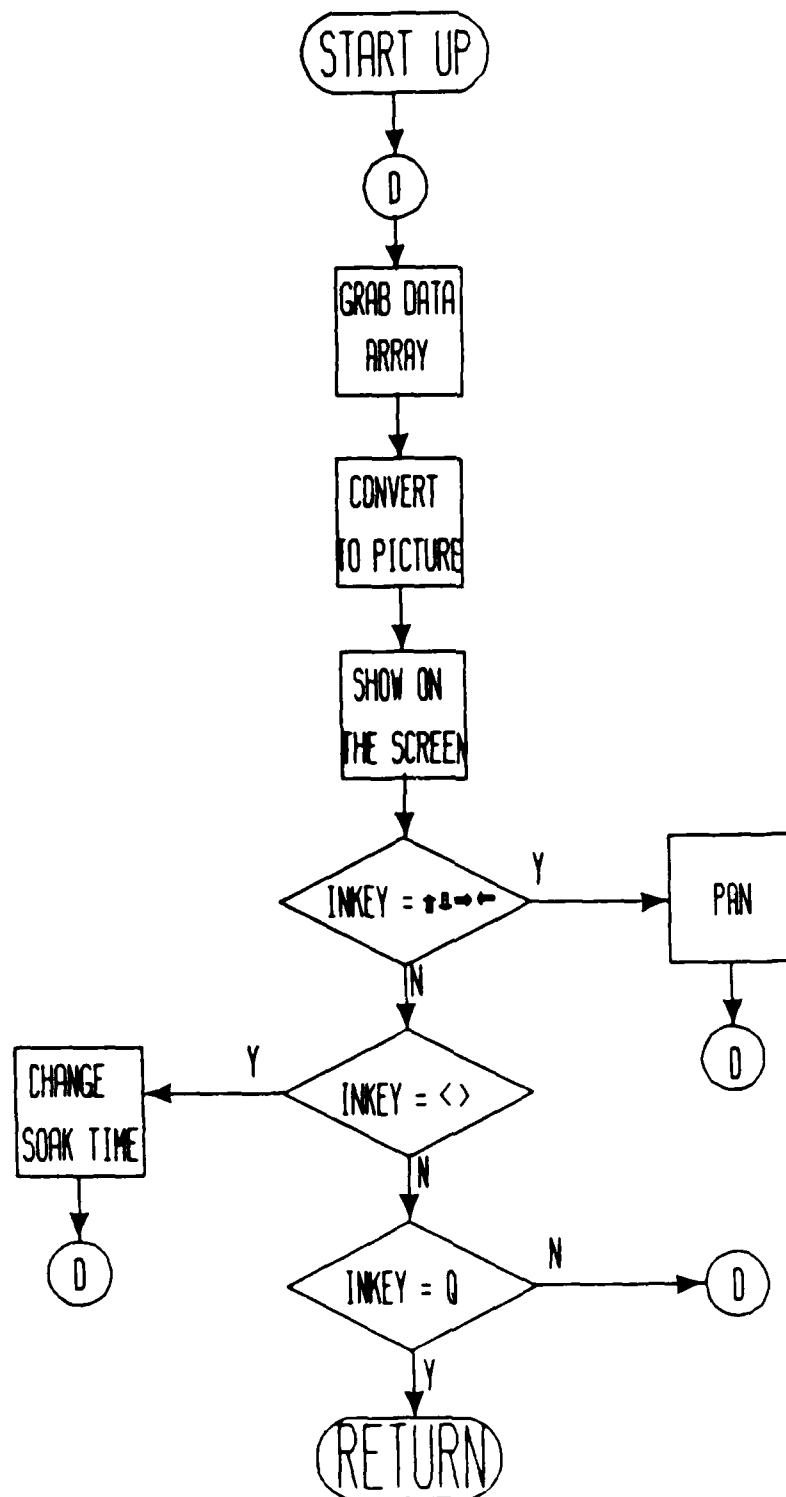 START UP
D
GRAB DATA
ARRAY
CONVERT
TO PICTURE
SHOW ON
THE SCREEN
INKEY = ⬆⬇➡⬅
Y
PAN
N
D
INKEY = < >
Y
CHANGE
SOAK TIME
N
D
INKEY = Q
N
D
Y
RETURN